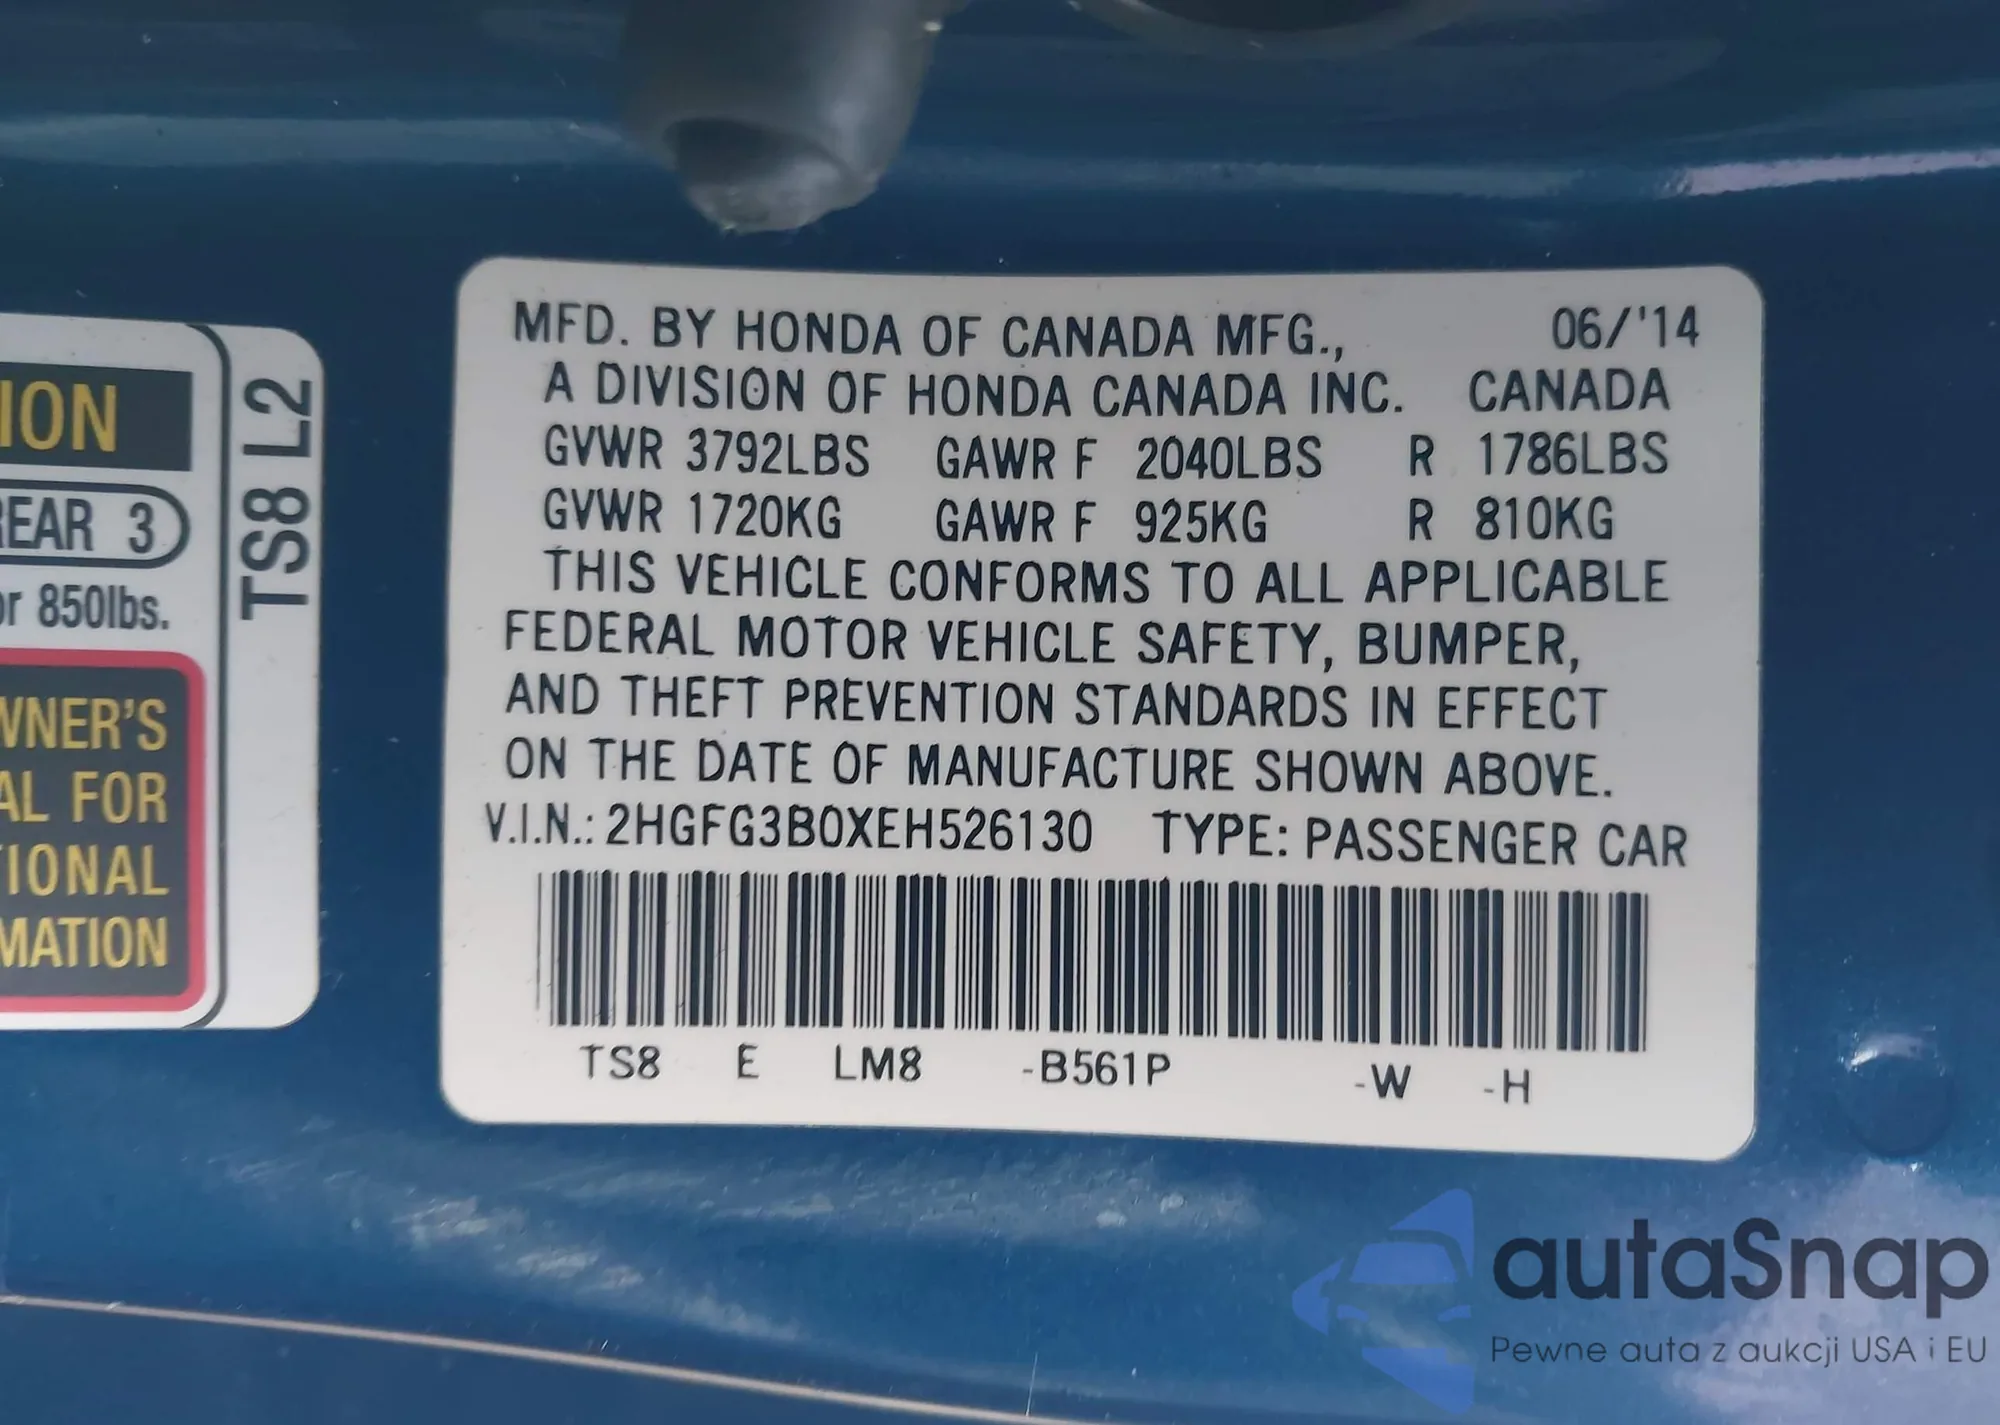 MFD. BY HONDA OF CANADA MFG., 06/'14
A DIVISION OF HONDA CANADA INC. CANADA
GVWR 3792LBS GAWR F 2040LBS R 1786LBS
GVWR 1720KG GAWR F 925KG R 810KG
THIS VEHICLE CONFORMS TO ALL APPLICABLE
FEDERAL MOTOR VEHICLE SAFETY, BUMPER,
AND THEFT PREVENTION STANDARDS IN EFFECT
ON THE DATE OF MANUFACTURE SHOWN ABOVE.
V.I.N.: 2HGFG3B0XEH526130 TYPE: PASSENGER CAR
TS8 E LM8 -B561P -W -H
ION
REAR 3
or 850lbs.
WNER'S
AL FOR
TIONAL
MATION
TS8 L2
autaSnap
Pewne auta z aukcji USA i EU